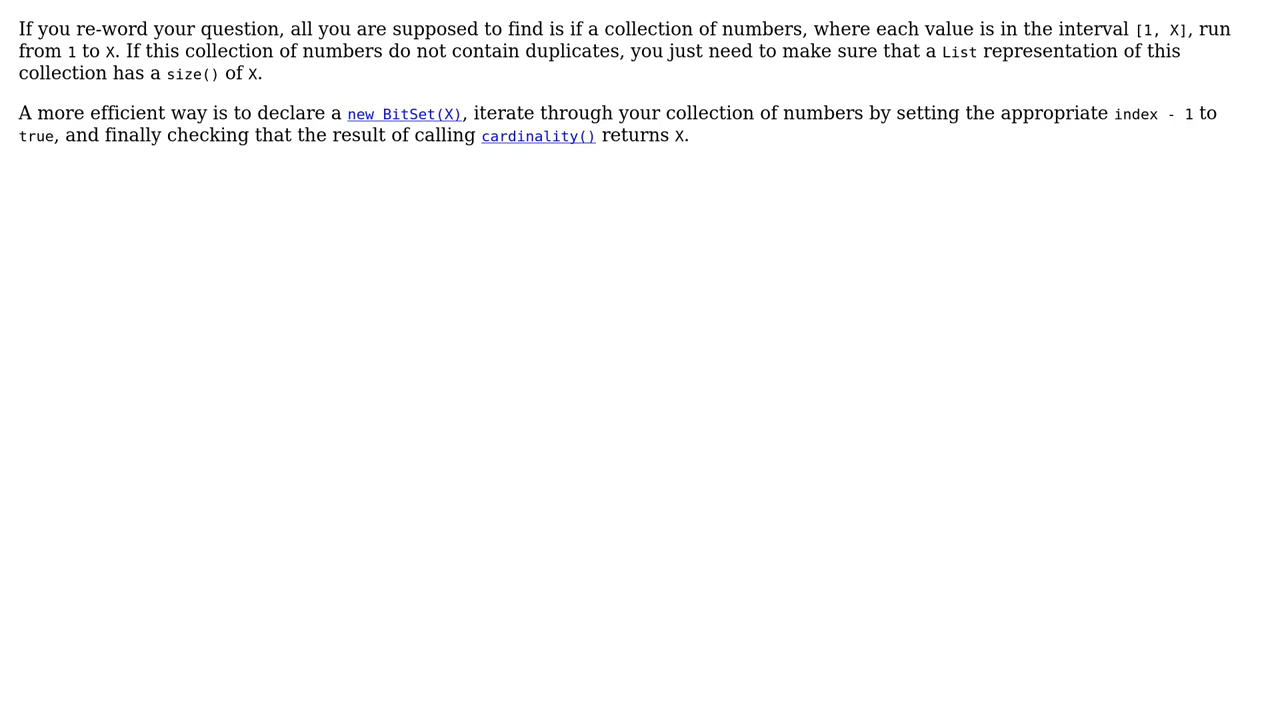 If you re-word your question, all you are supposed to find is if a collection of numbers, where each value is in the interval [1, X], run
from 1 to X. If this collection of numbers do not contain duplicates, you just need to make sure that a List representation of this
collection has a size() of X.
A more efficient way is to declare a new BitSet(X), iterate through your collection of numbers by setting the appropriate index - 1 to
true, and finally checking that the result of calling cardinality() returns X.